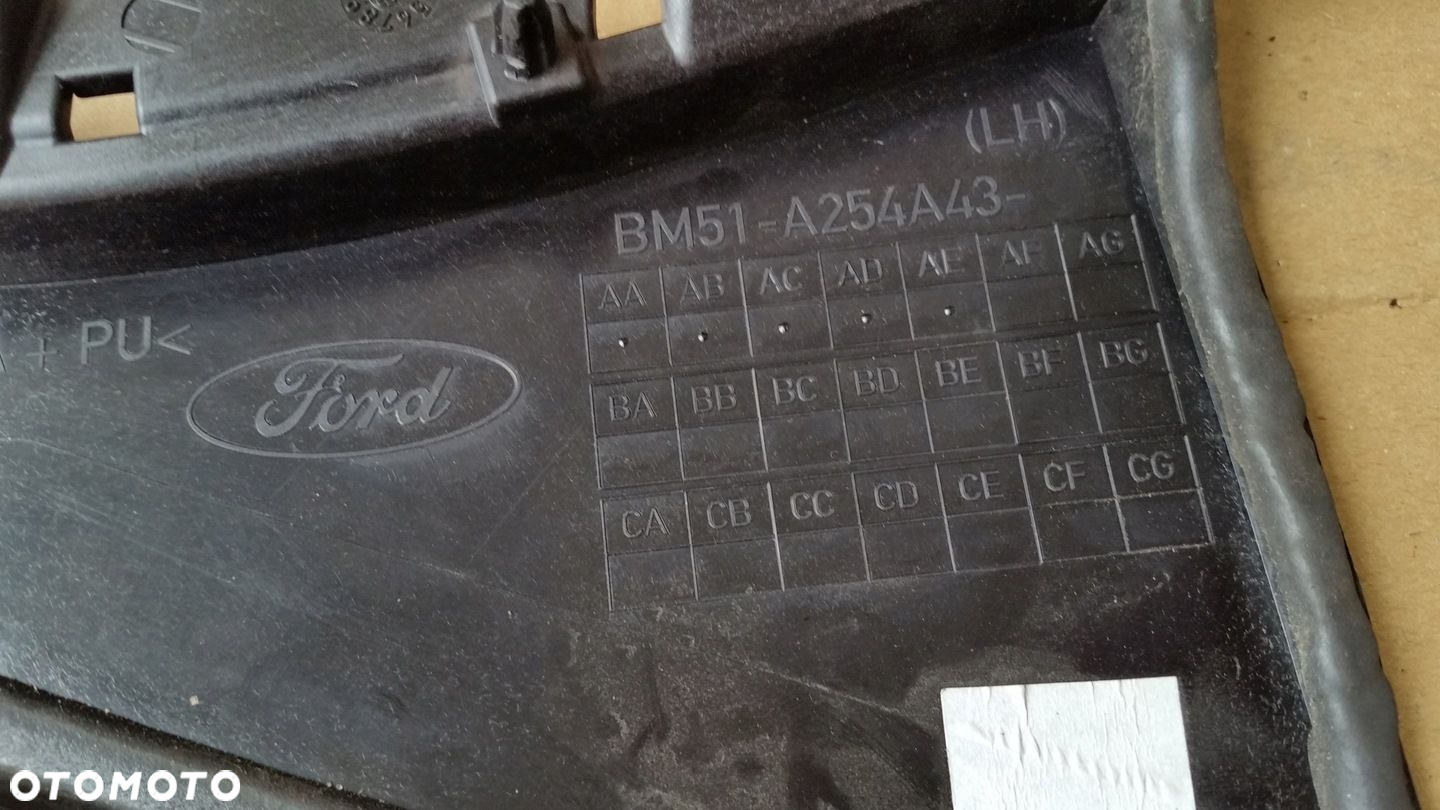 (LH)
BM51-A254A43-
AA AB AC AD AE AF AG
BA BB BC BD BE BF BG
CA CB CC CD CE CF CG
+ PU<
Ford
OTOMOTO